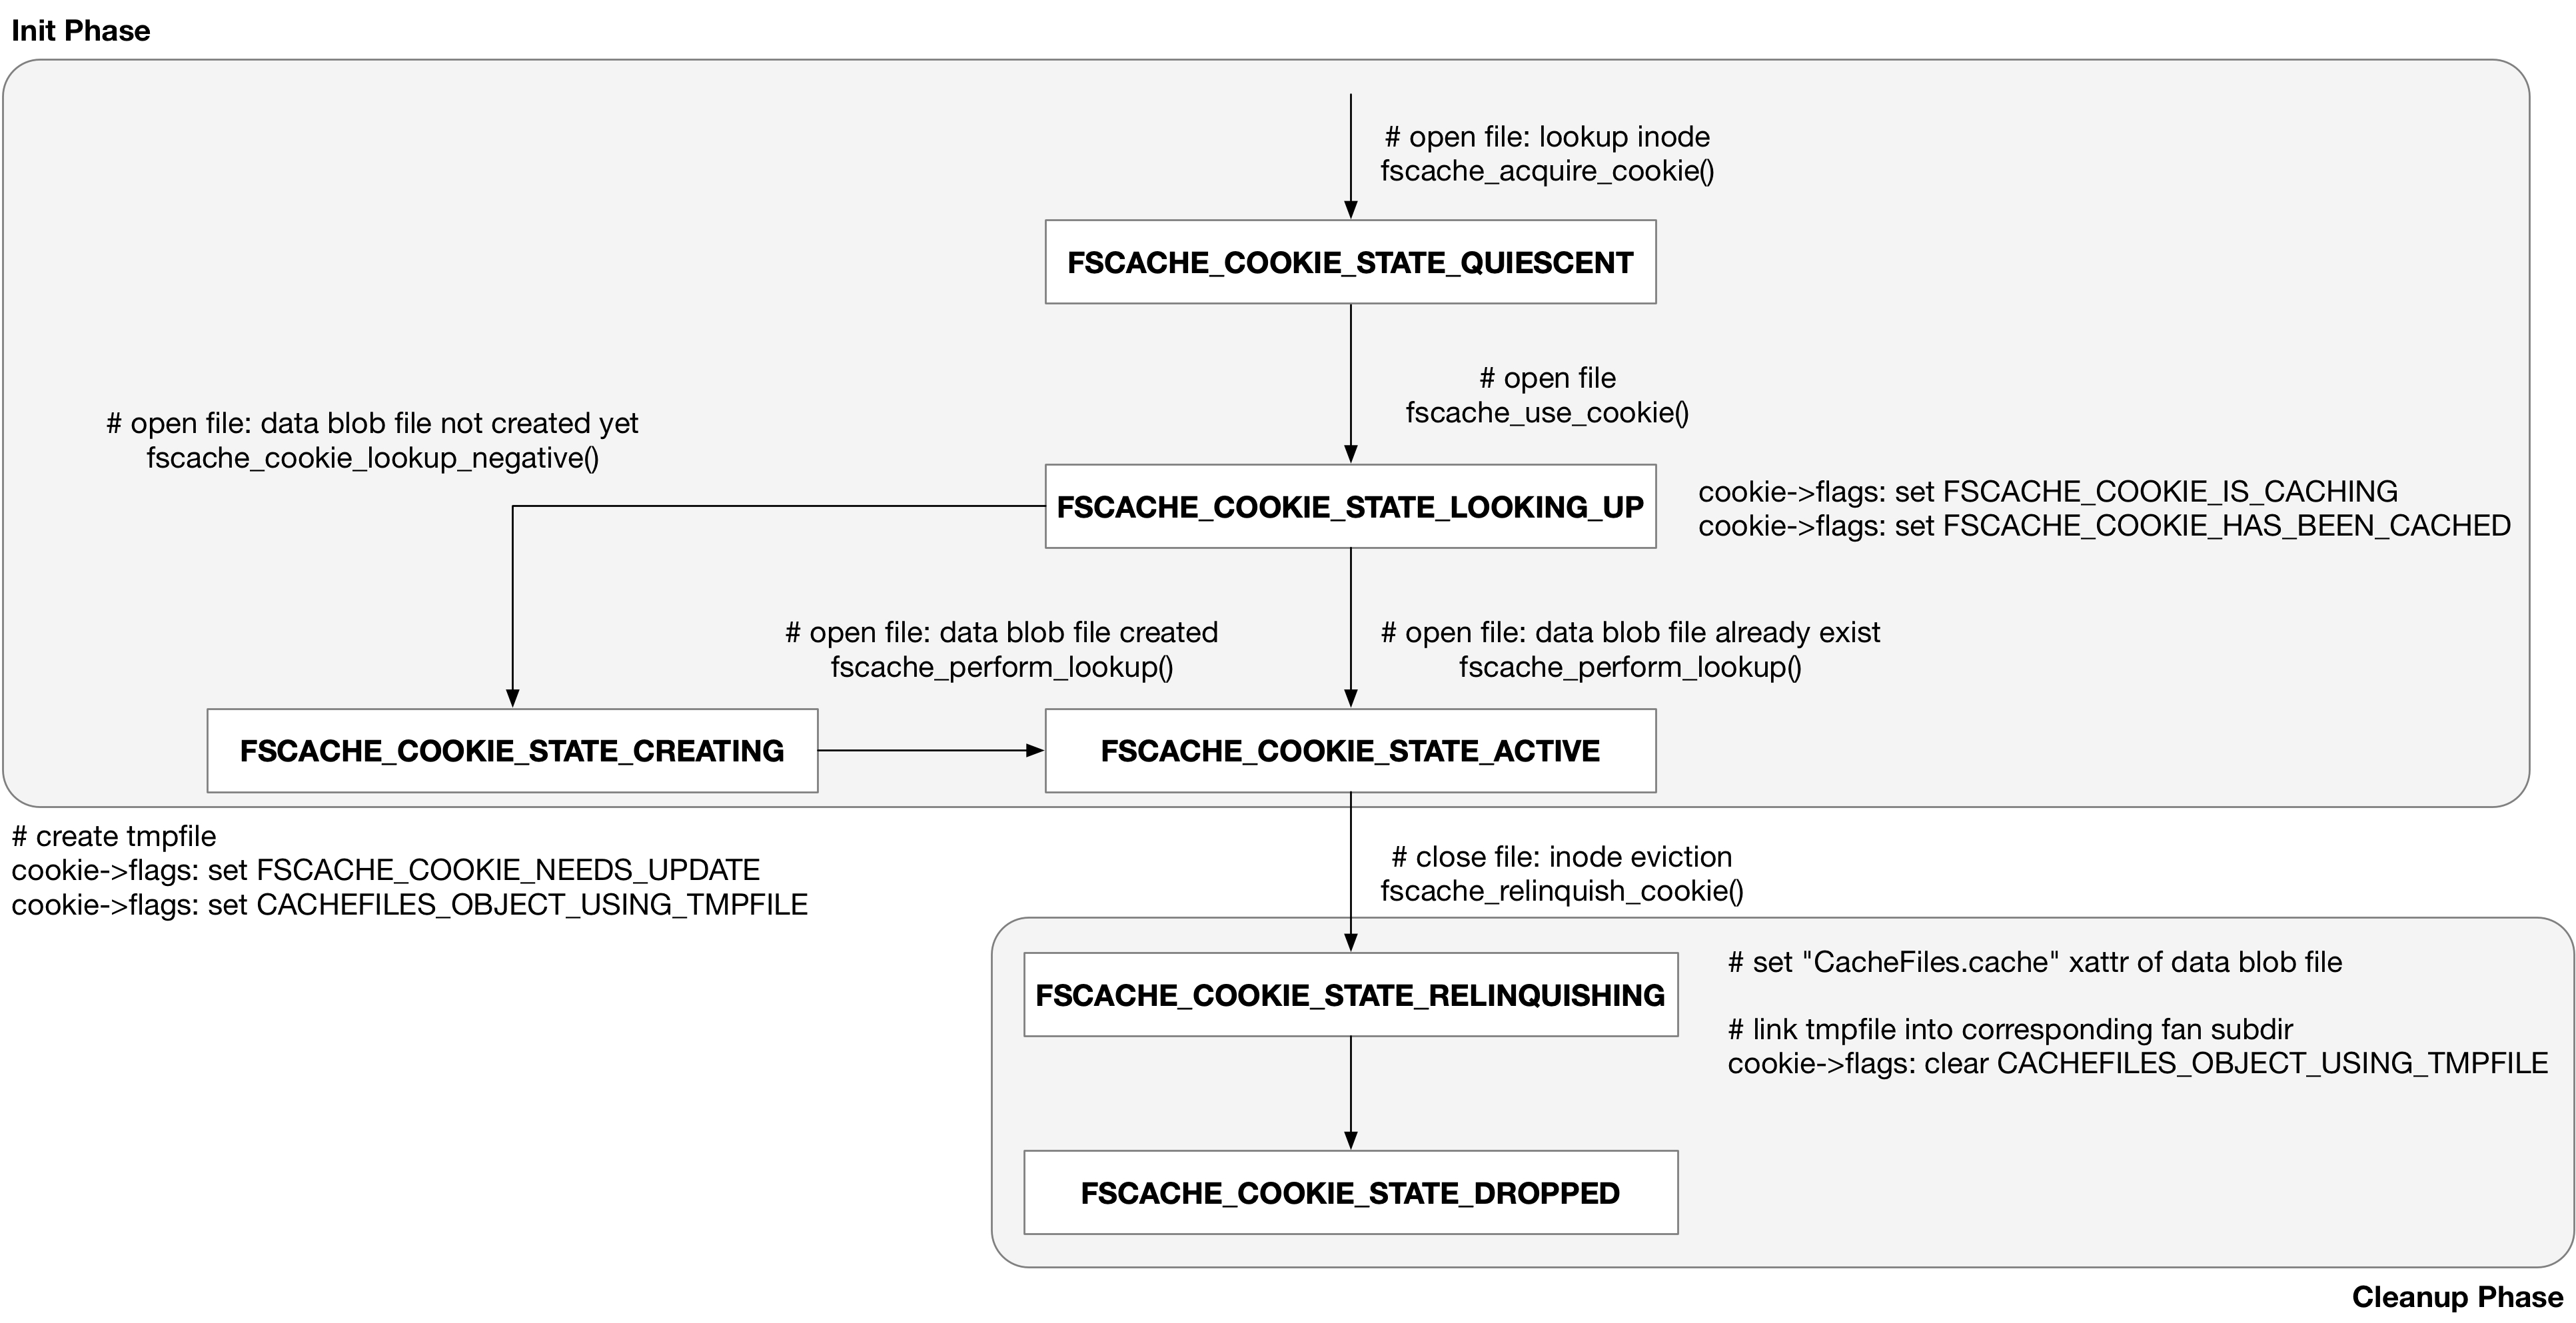 Init Phase
# open file: lookup inode
fscache_acquire_cookie()
FSCACHE_COOKIE_STATE_QUIESCENT
# open file
fscache_use_cookie()
# open file: data blob file not created yet
fscache_cookie_lookup_negative()
FSCACHE_COOKIE_STATE_LOOKING_UP
cookie->flags: set FSCACHE_COOKIE_IS_CACHING
cookie->flags: set FSCACHE_COOKIE_HAS_BEEN_CACHED
# open file: data blob file created
fscache_perform_lookup()
# open file: data blob file already exist
fscache_perform_lookup()
FSCACHE_COOKIE_STATE_CREATING
FSCACHE_COOKIE_STATE_ACTIVE
# create tmpfile
cookie->flags: set FSCACHE_COOKIE_NEEDS_UPDATE
cookie->flags: set CACHEFILES_OBJECT_USING_TMPFILE
# close file: inode eviction
fscache_relinquish_cookie()
FSCACHE_COOKIE_STATE_RELINQUISHING
# set "CacheFiles.cache" xattr of data blob file
# link tmpfile into corresponding fan subdir
cookie->flags: clear CACHEFILES_OBJECT_USING_TMPFILE
FSCACHE_COOKIE_STATE_DROPPED
Cleanup Phase